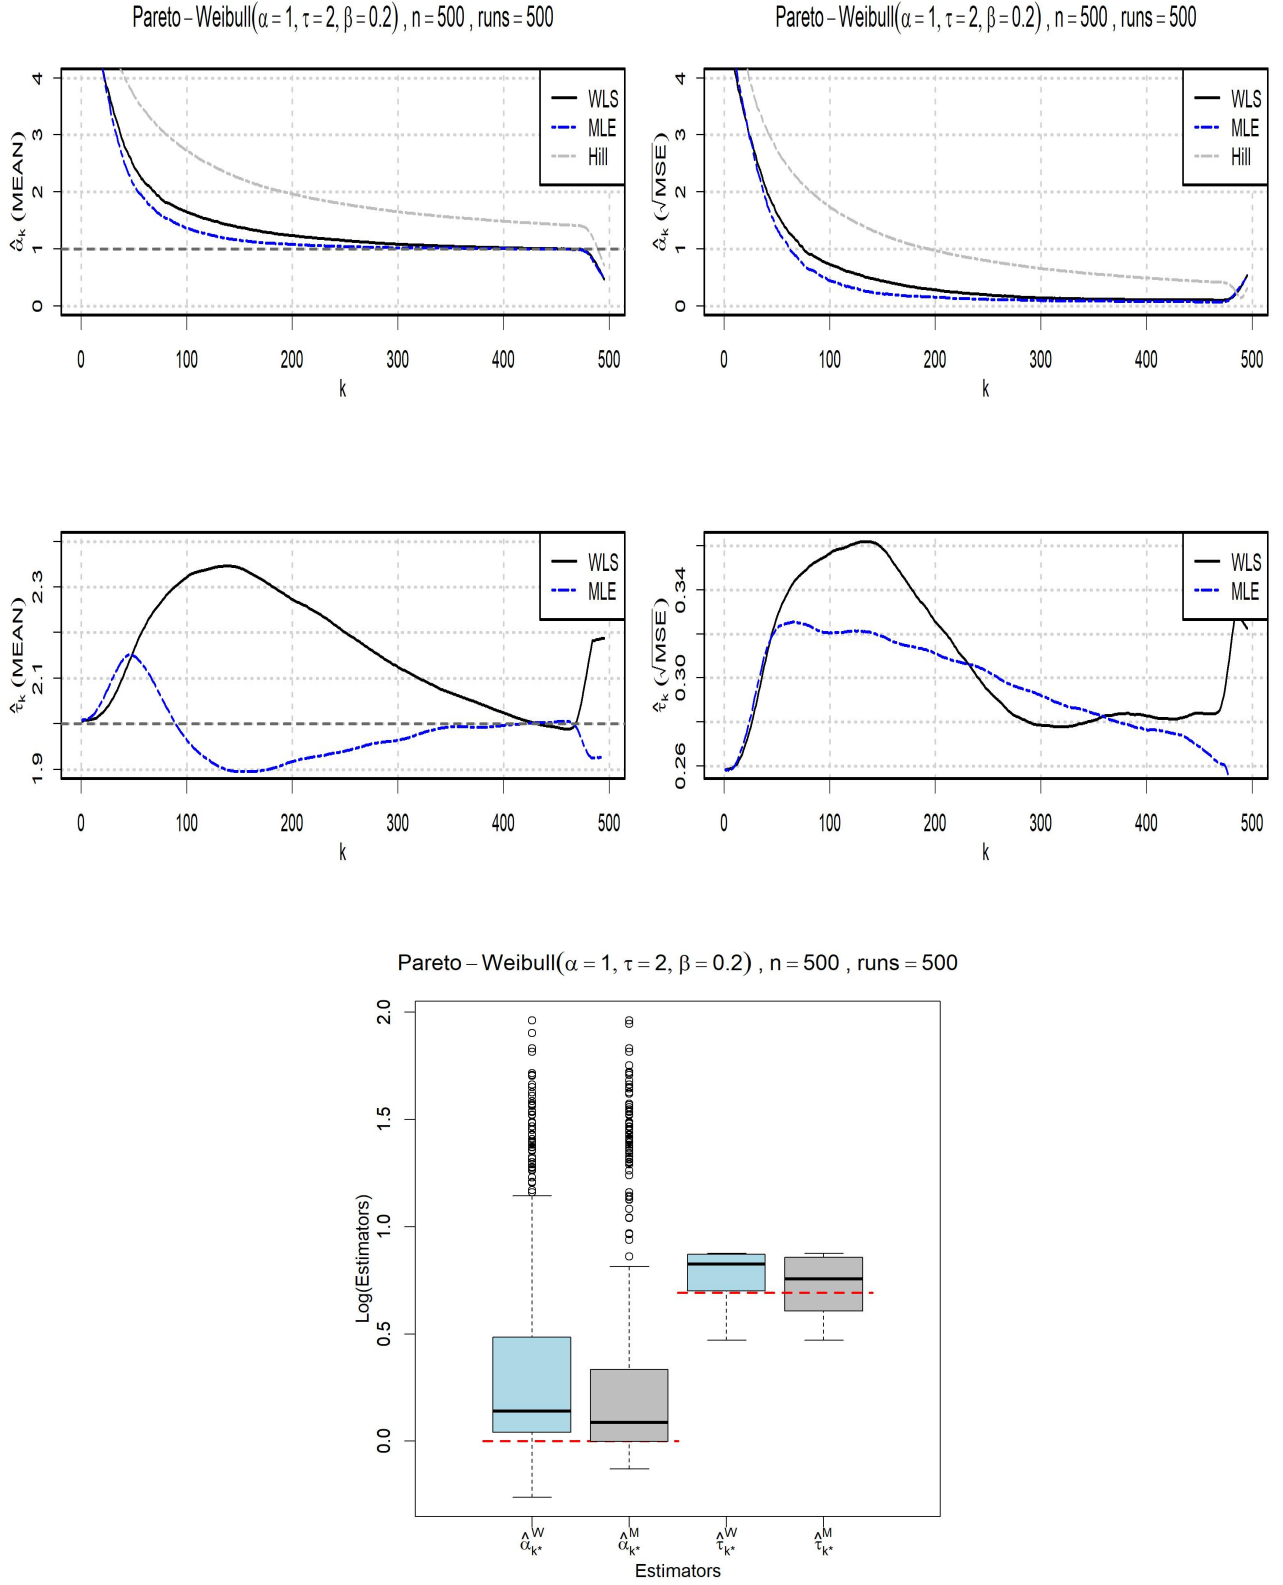 Pareto – Weibull(α = 1, τ = 2, β = 0.2) , n = 500 , runs = 500
4
3
2
1
0
α̂ₖ (MEAN)
WLS
MLE
Hill
0 100 200 300 400 500
k
Pareto – Weibull(α = 1, τ = 2, β = 0.2) , n = 500 , runs = 500
4
3
2
1
0
α̂ₖ (√MSE)
WLS
MLE
Hill
0 100 200 300 400 500
k
2.3
2.1
1.9
τ̂ₖ (MEAN)
WLS
MLE
0 100 200 300 400 500
k
0.34
0.30
0.26
τ̂ₖ (√MSE)
WLS
MLE
0 100 200 300 400 500
k
Pareto – Weibull(α = 1, τ = 2, β = 0.2) , n = 500 , runs = 500
2.0
1.5
1.0
0.5
0.0
Log(Estimators)
α̂ᵂₖ* α̂ᴹₖ* τ̂ᵂₖ* τ̂ᴹₖ*
Estimators